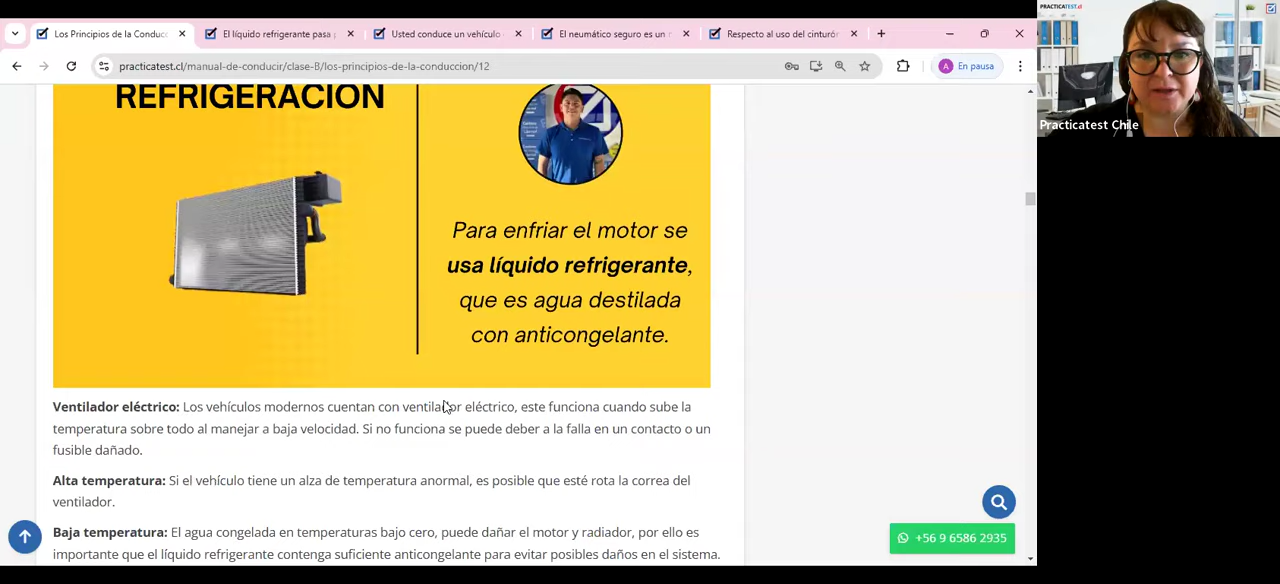 Los Principios de la Conducc
El líquido refrigerante pasa p
Usted conduce un vehículo
El neumático seguro es un n
Respecto al uso del cinturón
practicatest.cl/manual-de-conducir/clase-B/los-principios-de-la-conduccion/12
A
En pausa
PRACTICATEST.cl
Practicatest Chile
REFRIGERACIÓN
Para enfriar el motor se
usa líquido refrigerante,
que es agua destilada
con anticongelante.
Ventilador eléctrico: Los vehículos modernos cuentan con ventilador eléctrico, este funciona cuando sube la
temperatura sobre todo al manejar a baja velocidad. Si no funciona se puede deber a la falla en un contacto o un
fusible dañado.
Alta temperatura: Si el vehículo tiene un alza de temperatura anormal, es posible que esté rota la correa del
ventilador.
Baja temperatura: El agua congelada en temperaturas bajo cero, puede dañar el motor y radiador, por ello es
importante que el líquido refrigerante contenga suficiente anticongelante para evitar posibles daños en el sistema.
+56 9 6586 2935